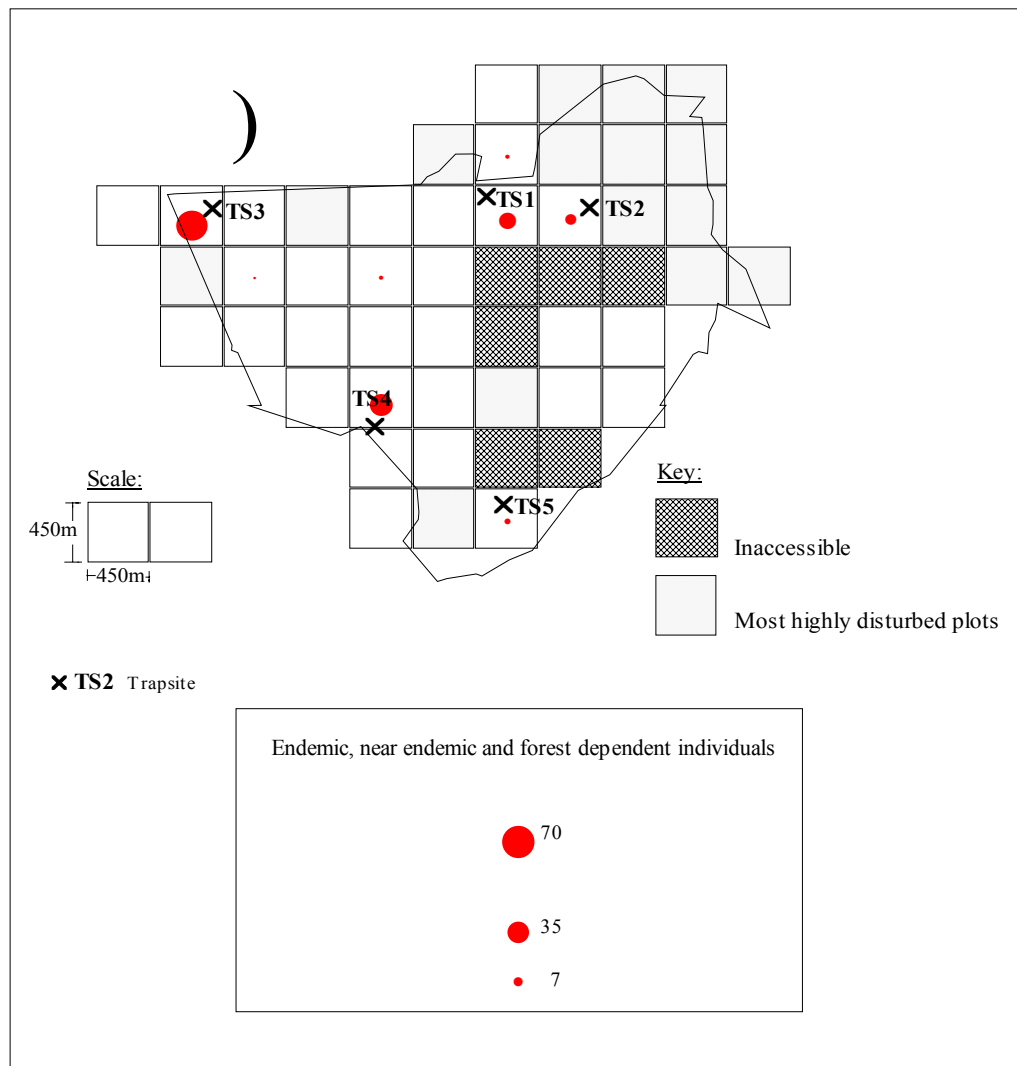 )
TS1
TS2
TS3
TS4
Scale:
Key:
TS5
450m
Inaccessible
450m
Most highly disturbed plots
TS2 Trapsite
Endemic, near endemic and forest dependent individuals
70
35
7